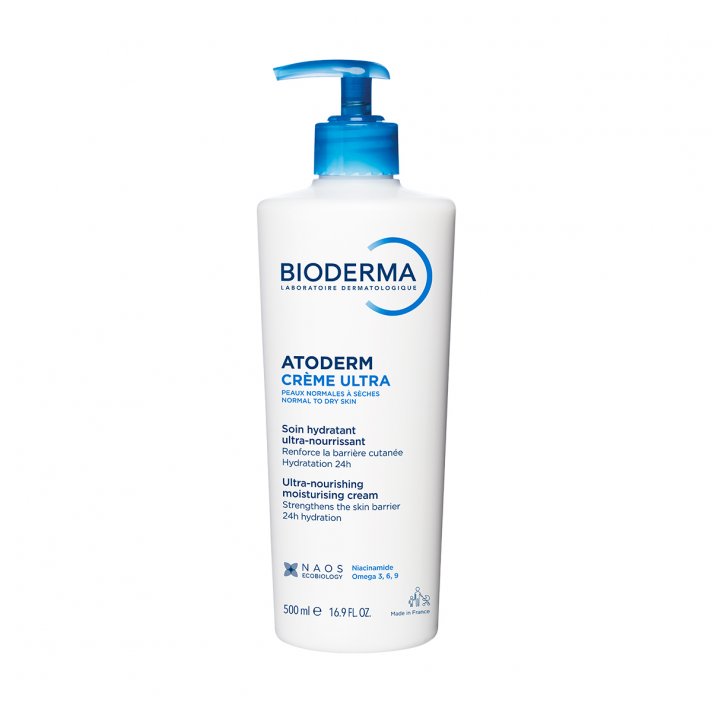 BIODERMA
LABORATOIRE DERMATOLOGIQUE
ATODERM
CRÈME ULTRA
PEAUX NORMALES À SÈCHES
NORMAL TO DRY SKIN
Soin hydratant
ultra-nourrissant
Renforce la barrière cutanée
Hydratation 24h
Ultra-nourishing
moisturising cream
Strengthens the skin barrier
24h hydration
NAOS
ECOBIOLOGY
Niacinamide
Omega 3, 6, 9
500 ml ℮ 16.9 FL. OZ.
Made in France